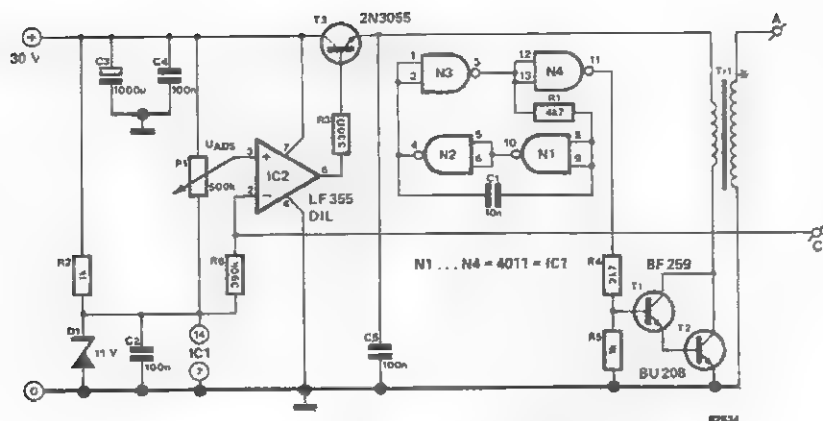 T3 2N3055
A
30 V
C3
1000µ
C4
100n
1
2
N3
3
12
13
N4
11
Tr1
R1
4k7
R3
330Ω
P1
500k
UADS
3
2
7
6
4
IC2
LF 355
DIL
4
N2
5
6
10
N1
8
9
C1
10n
C
R2
1k
R6
390k
N1 ... N4 = 4011 = IC1
R4
2k7
BF 259
T1
T2
R5
1k
BU 208
D1
11 V
C2
100n
14
IC1
7
C5
100n
0